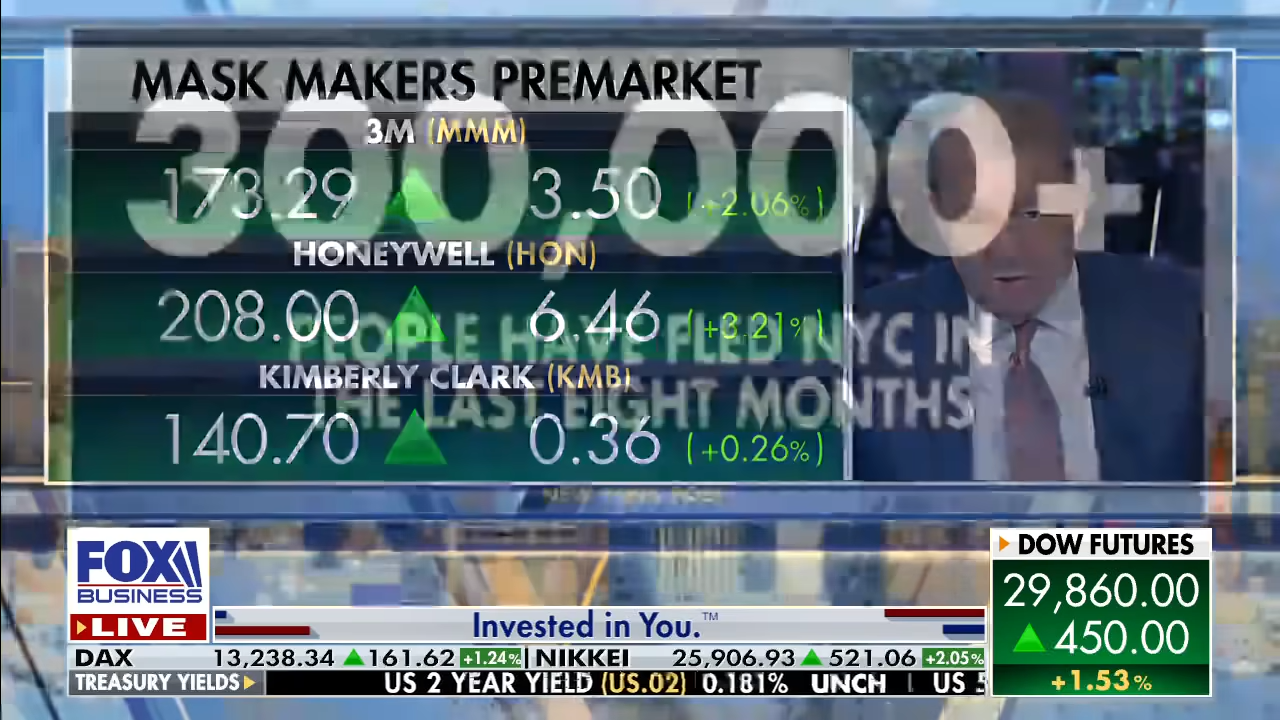 MASK MAKERS PREMARKET
300,000+
3M (MMM)
173.29 ▲ 3.50 (+2.06%)
HONEYWELL (HON)
208.00 ▲ 6.46 (+3.21%)
PEOPLE HAVE FLED NYC IN
KIMBERLY CLARK (KMB)
THE LAST EIGHT MONTHS
140.70 ▲ 0.36 (+0.26%)
NEW YORK POST
FOX
BUSINESS
LIVE
Invested in You.™
DOW FUTURES
29,860.00
▲ 450.00
+1.53%
DAX 13,238.34 ▲ 161.62 +1.24% NIKKEI 25,906.93 ▲ 521.06 +2.05%
TREASURY YIELDS US 2 YEAR YIELD (US.02) 0.181% UNCH US 5